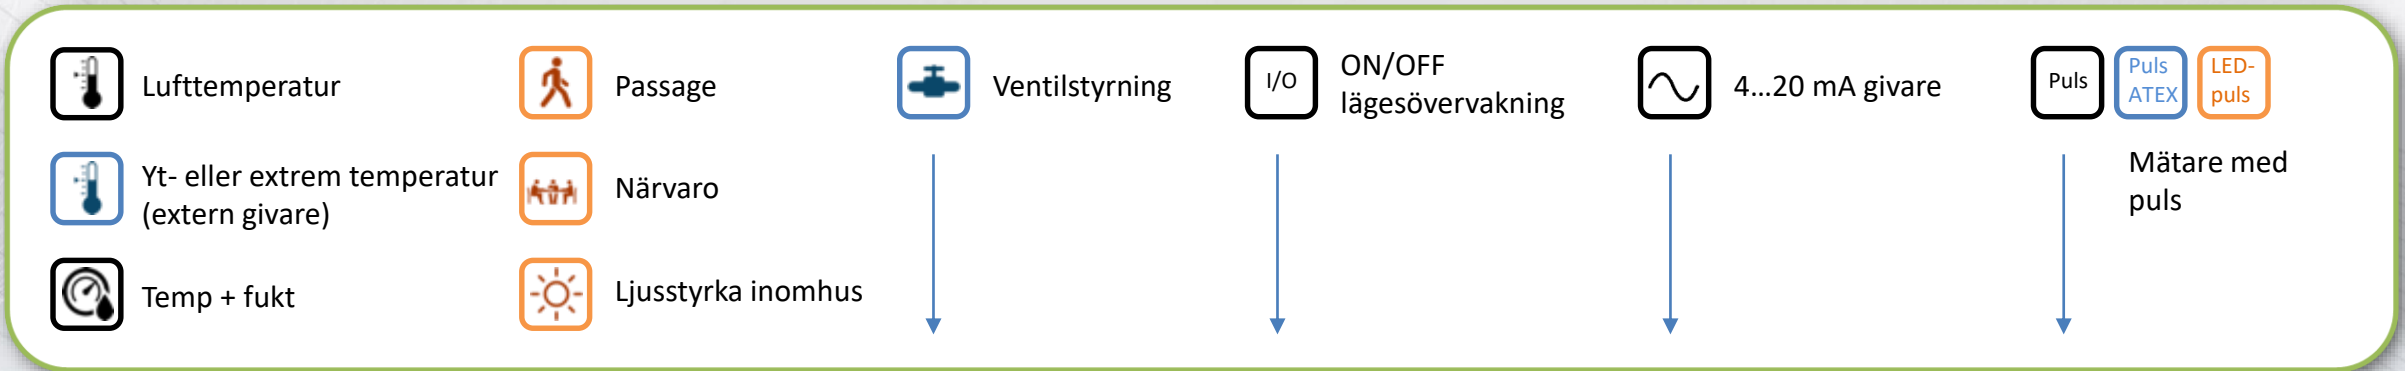 Lufttemperatur
Yt- eller extrem temperatur
(extern givare)
Temp + fukt
Passage
Närvaro
Ljusstyrka inomhus
Ventilstyrning
I/O
ON/OFF
lägesövervakning
4...20 mA givare
Puls
Puls
ATEX
LED-
puls
Mätare med
puls